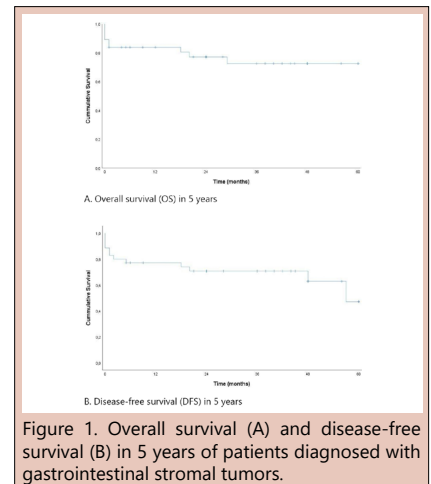 1,0
0,8
0,6
0,4
0,2
0,0
Cummulative Survival
0
12
24
36
48
60
Time (months)
A. Overall survival (OS) in 5 years
1,0
0,8
0,6
0,4
0,2
0,0
Cummulative Survival
0
12
24
36
48
60
Time (months)
B. Disease-free survival (DFS) in 5 years
Figure 1. Overall survival (A) and disease-free
survival (B) in 5 years of patients diagnosed with
gastrointestinal stromal tumors.